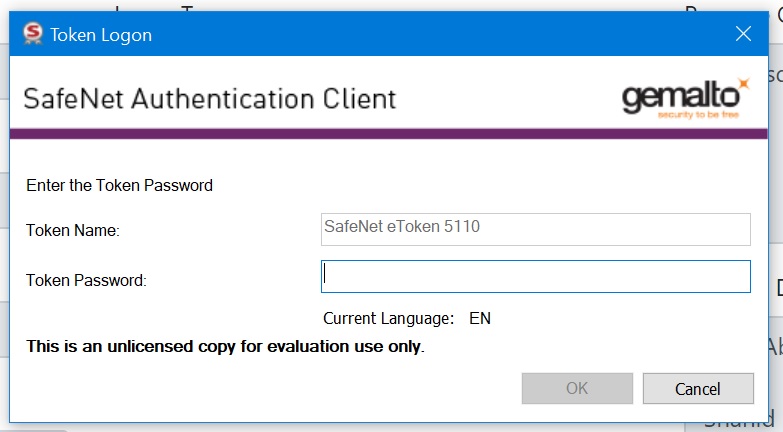 Token Logon
SafeNet Authentication Client
gemalto
security to be free
Enter the Token Password
Token Name:
SafeNet eToken 5110
Token Password:
Current Language: EN
This is an unlicensed copy for evaluation use only.
OK
Cancel